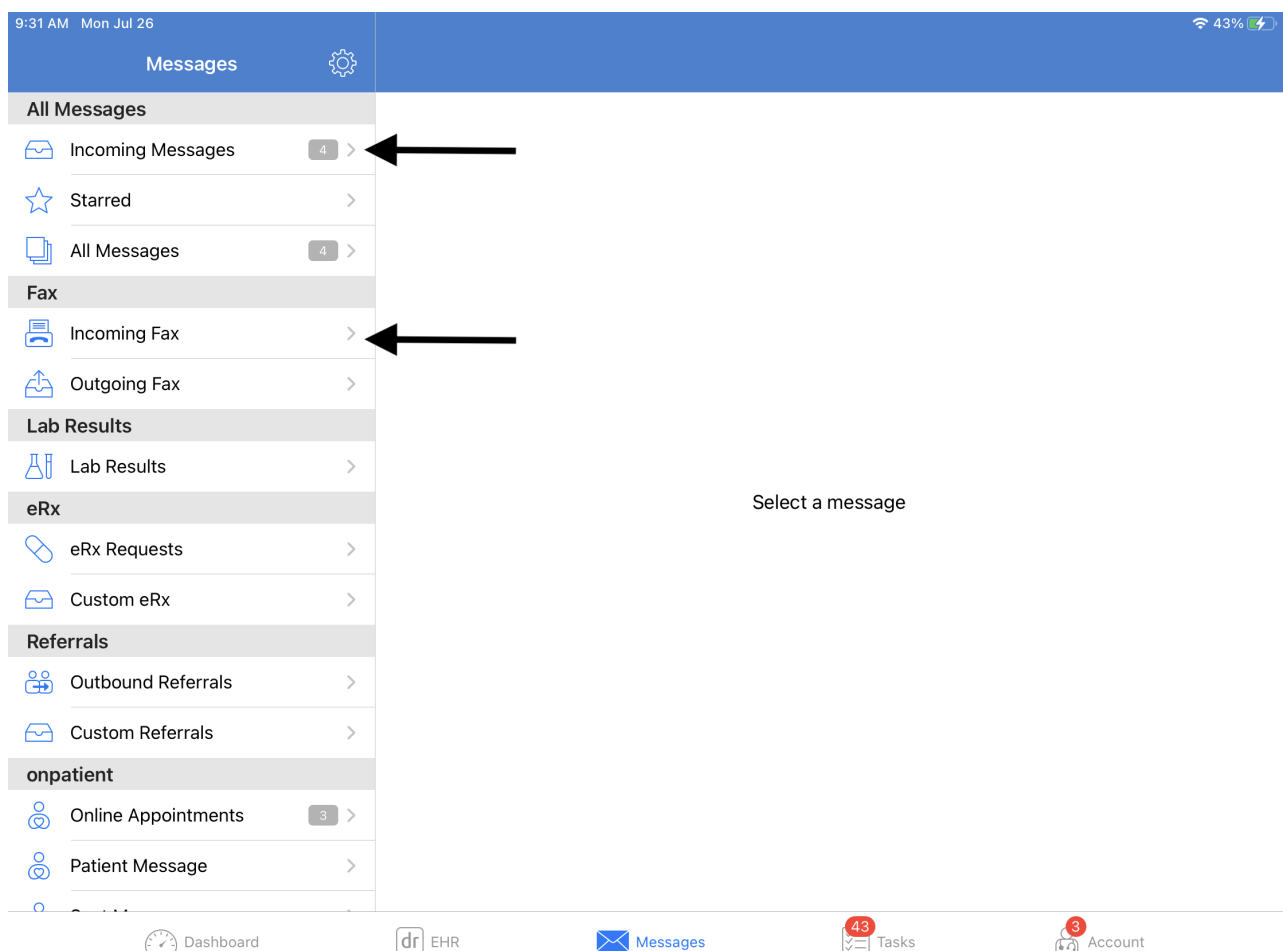 9:31 AM Mon Jul 26
43%
Messages
All Messages
Incoming Messages 4
Starred
All Messages 4
Fax
Incoming Fax
Outgoing Fax
Lab Results
Lab Results
eRx
eRx Requests
Custom eRx
Referrals
Outbound Referrals
Custom Referrals
onpatient
Online Appointments 3
Patient Message
Select a message
Dashboard
dr EHR
Messages
43 Tasks
3 Account